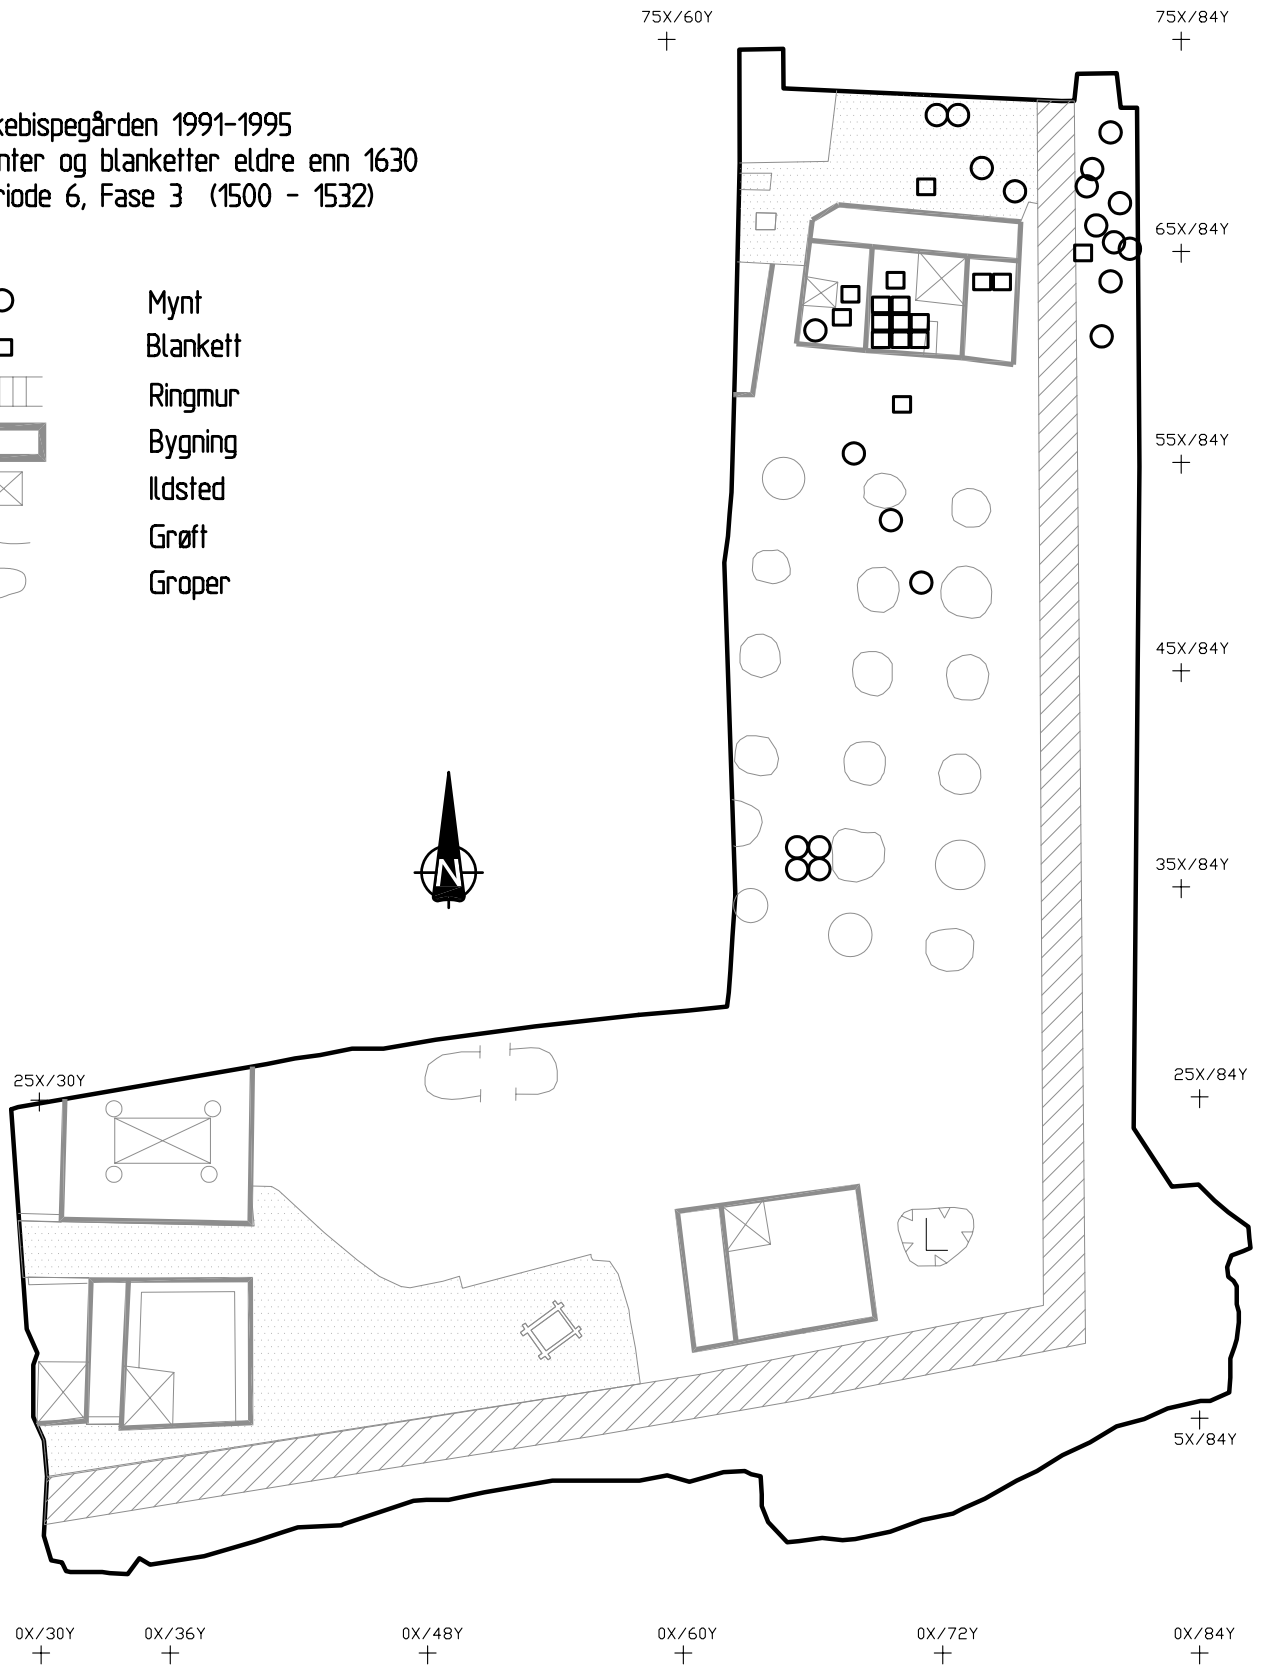 75X/60Y
75X/84Y
kebispegården 1991-1995
nter og blanketter eldre enn 1630
riode 6, Fase 3 (1500 - 1532)
65X/84Y
Mynt
Blankett
Ringmur
Bygning
Ildsted
Grøft
Groper
55X/84Y
45X/84Y
N
35X/84Y
25X/30Y
25X/84Y
L
5X/84Y
0X/30Y
0X/36Y
0X/48Y
0X/60Y
0X/72Y
0X/84Y